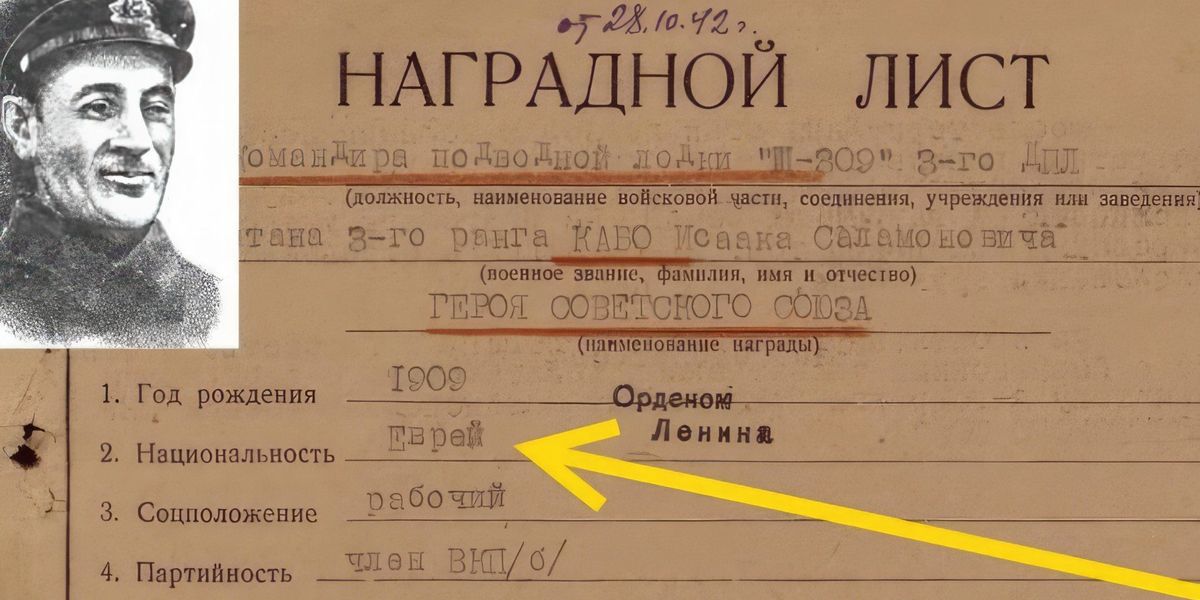 от 28.10.42 г.
НАГРАДНОЙ ЛИСТ
командира подводной лодки "Щ-309" 3-го ДПЛ
(должность, наименование войсковой части, соединения, учреждения или заведения)
тана 3-го ранга КАБО Исаака Саламоновича
(военное звание, фамилия, имя и отчество)
ГЕРОЯ СОВЕТСКОГО СОЮЗА
(наименование награды)
1. Год рождения 1909
Орденом
Ленина
2. Национальность Еврей
3. Соцположение рабочий
4. Партийность член ВКП/б/